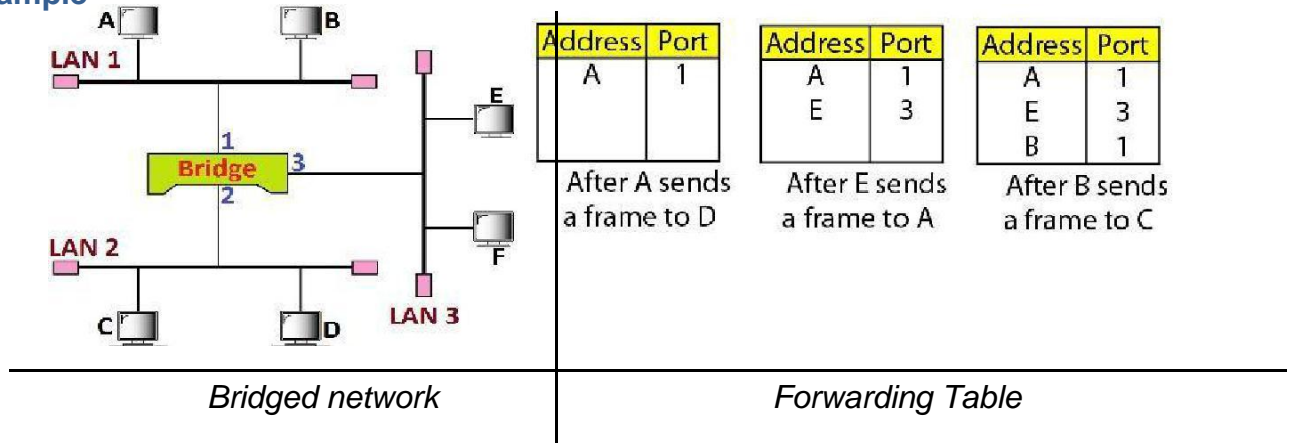 A
B
LAN 1
E
1
Bridge
3
2
F
LAN 2
C
D
LAN 3
Address Port
A 1
After A sends
a frame to D
Address Port
A 1
E 3
After E sends
a frame to A
Address Port
A 1
E 3
B 1
After B sends
a frame to C
Bridged network
Forwarding Table